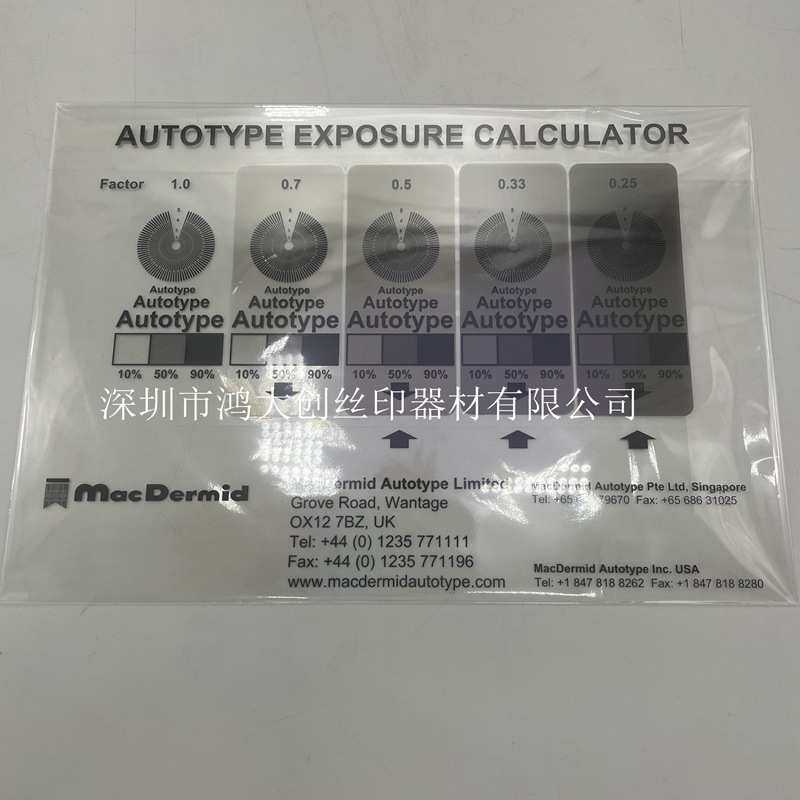 AUTOTYPE EXPOSURE CALCULATOR
Factor 1.0 0.7 0.5 0.33 0.25
Autotype Autotype Autotype Autotype Autotype
Autotype Autotype Autotype Autotype Autotype
Autotype Autotype Autotype Autotype Autotype
10% 50% 90% 10% 50% 90% 10% 50% 90% 10% 50% 90% 10% 50% 90%
深圳市鸿大创丝印器材有限公司
MacDermid
Autotype Limited
Grove Road, Wantage
OX12 7BZ, UK
Tel: +44 (0) 1235 771111
Fax: +44 (0) 1235 771196
www.macdermidautotype.com
MacDermid Autotype Pte Ltd, Singapore
Tel: +65 Fax: +65 686 31025
MacDermid Autotype Inc. USA
Tel: +1 847 818 8262 Fax: +1 847 818 8280